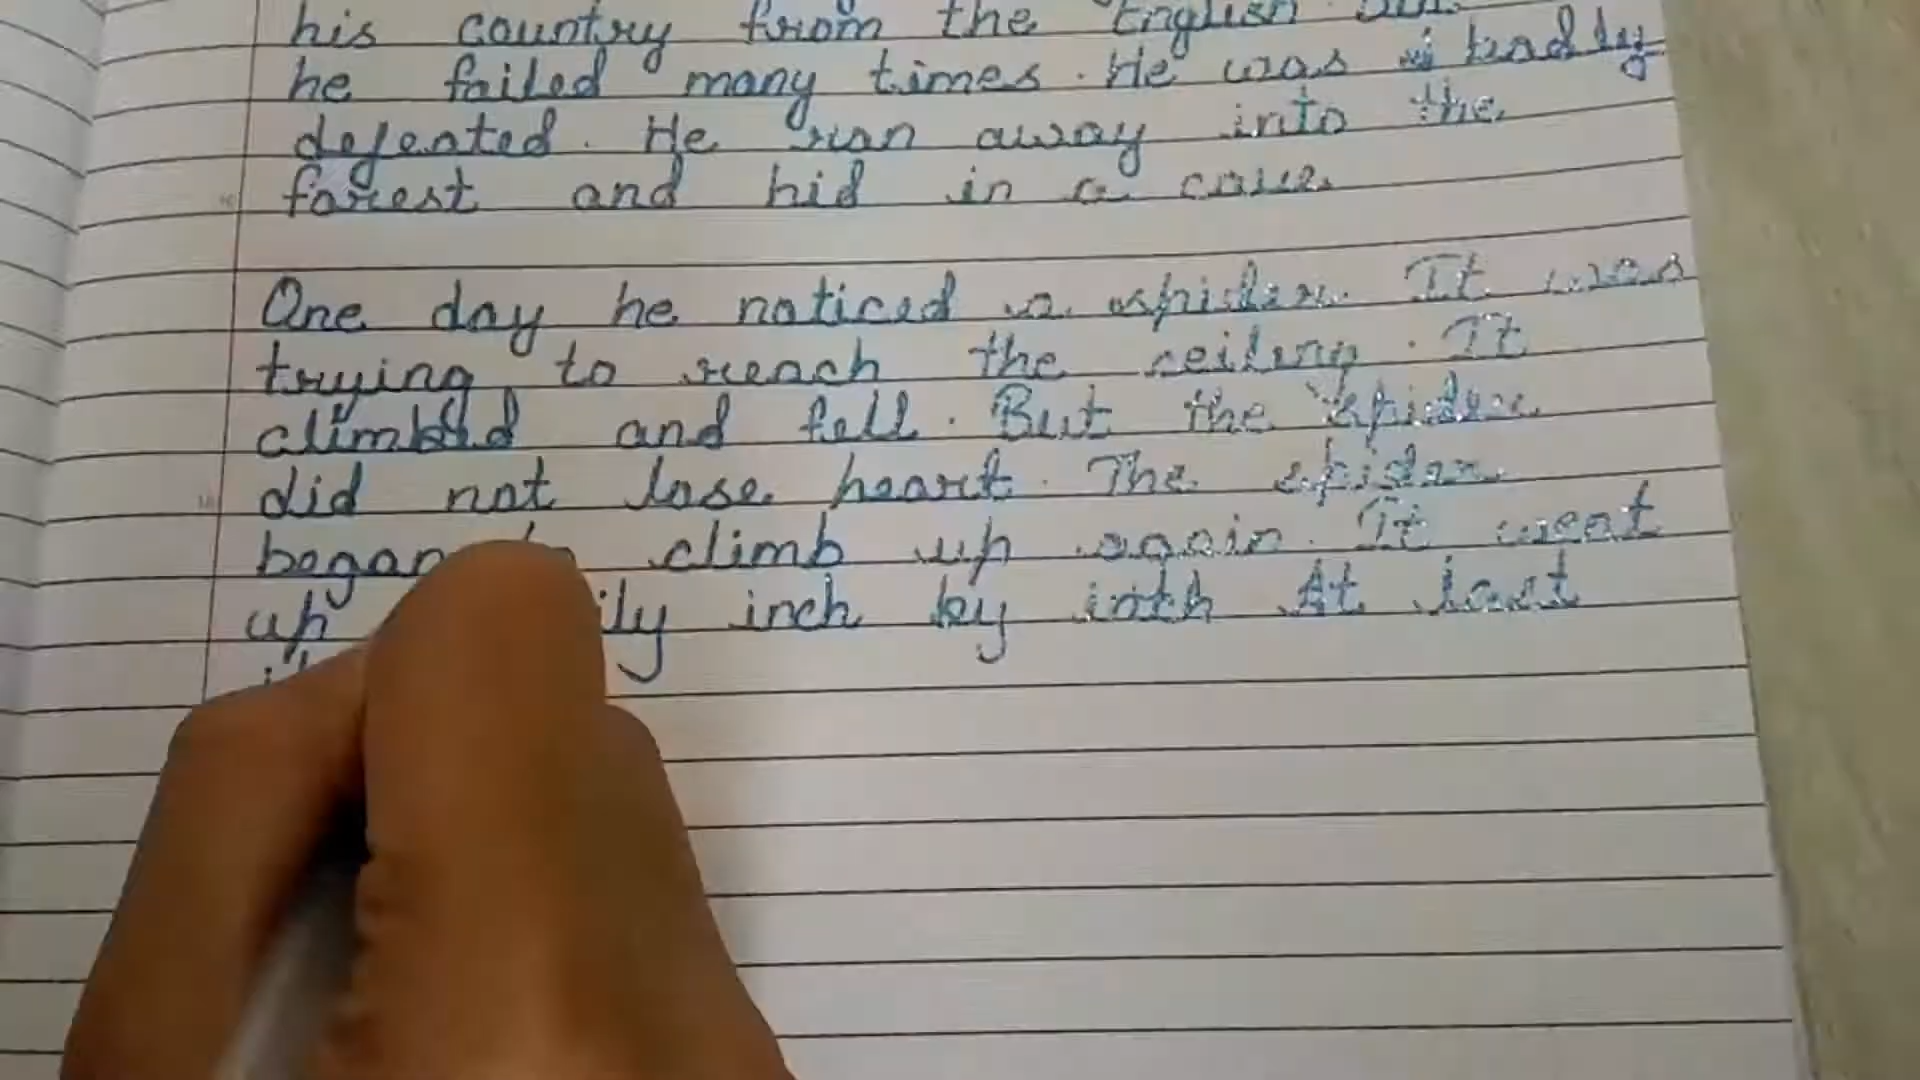 his country from the English But
he failed many times. He was badly
defeated. He run away into the
forest and hid in a cave.
One day he noticed a spider. It was
trying to reach the ceiling. It
climbed and fell. But the spider
did not lose heart. The spider
began climb up again. It went
up ily inch by inch At last